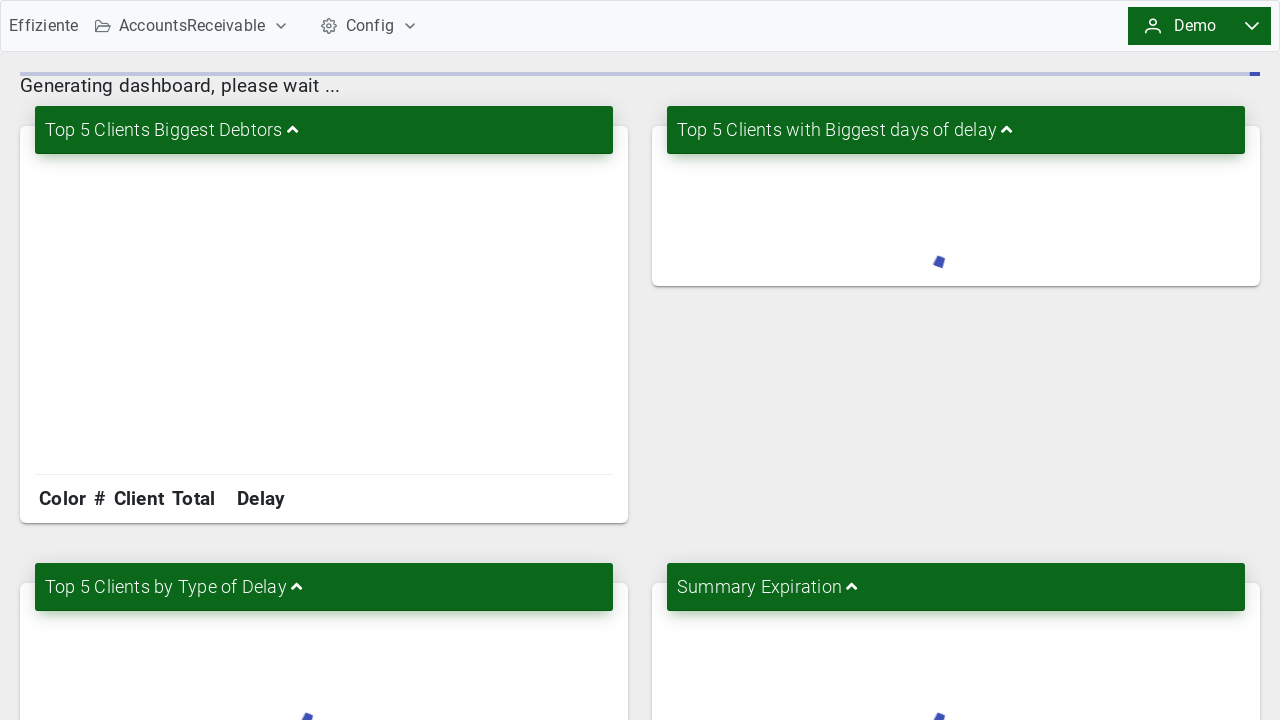 Effiziente AccountsReceivable Config Demo
Generating dashboard, please wait ...
Top 5 Clients Biggest Debtors
Top 5 Clients with Biggest days of delay
Color # Client Total Delay
Top 5 Clients by Type of Delay
Summary Expiration